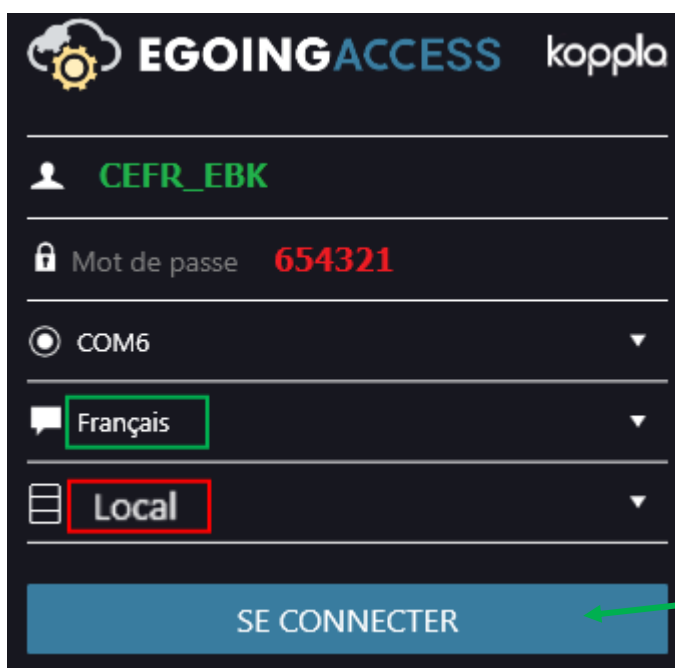 EGOINGACCESS koppla
CEFR_EBK
Mot de passe 654321
COM6
Français
Local
SE CONNECTER